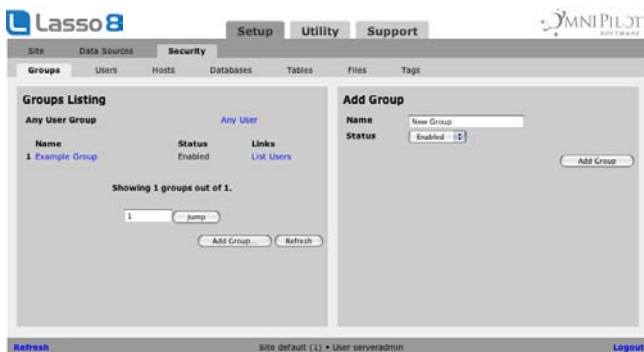 Lasso 8
Setup Utility Support
OMNIPILOT
SOFTWARE
Site Data Sources Security
Groups Users Hosts Databases Tables Files Tags
Groups Listing
Any User Group Any User
Name Status Links
1 Example Group Enabled List Users
Showing 1 groups out of 1.
1 Jump
Add Group... Refresh
Add Group
Name New Group
Status Enabled
Add Group
Refresh Site default (1) • User serveradmin Logout